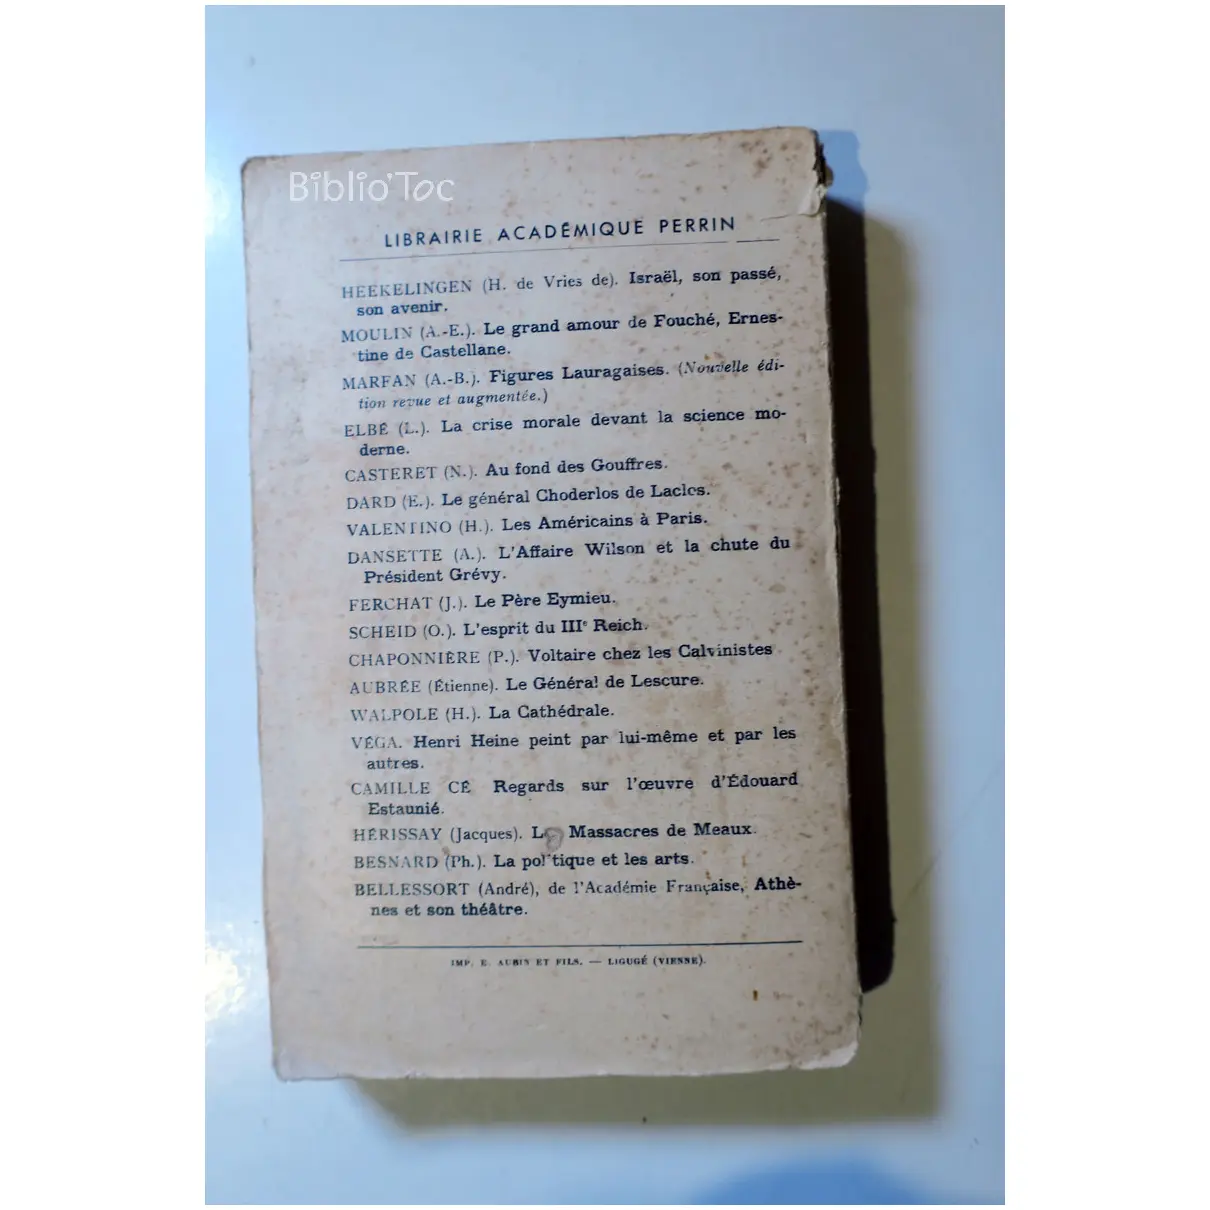 Biblio'Toc
LIBRAIRIE ACADÉMIQUE PERRIN
HEEKELINGEN (H. de Vries de). Israël, son passé,
son avenir.
MOULIN (A.-E.). Le grand amour de Fouché, Ernes-
tine de Castellane.
MARFAN (A.-B.). Figures Lauragaises. (Nouvelle édi-
tion revue et augmentée.)
ELBÉ (L.). La crise morale devant la science mo-
derne.
CASTERET (N.). Au fond des Gouffres.
DARD (E.). Le général Choderlos de Laclos.
VALENTINO (H.). Les Américains à Paris.
DANSETTE (A.). L'Affaire Wilson et la chute du
Président Grévy.
FERCHAT (J.). Le Père Eymieu.
SCHEID (O.). L'esprit du IIIe Reich.
CHAPONNIÈRE (P.). Voltaire chez les Calvinistes
AUBRÉE (Étienne). Le Général de Lescure.
WALPOLE (H.). La Cathédrale.
VÉGA. Henri Heine peint par lui-même et par les
autres.
CAMILLE CÉ Regards sur l'œuvre d'Édouard
Estaunié.
HÉRISSAY (Jacques). Les Massacres de Meaux.
BESNARD (Ph.). La politique et les arts.
BELLESSORT (André), de l'Académie Française, Athè-
nes et son théâtre.
IMP. E. AUBIN ET FILS. — LIGUGÉ (VIENNE).